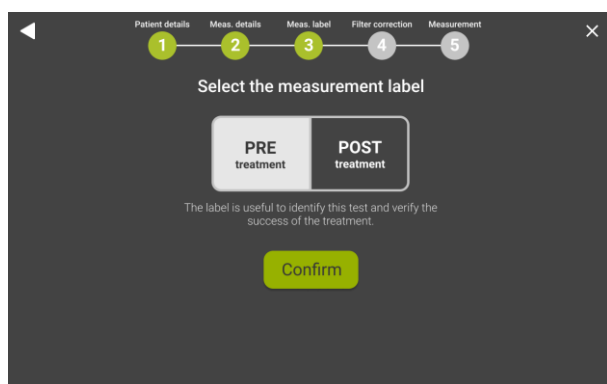 Patient details Meas. details Meas. label Filter correction Measurement
1 2 3 4 5
Select the measurement label
PRE POST
treatment treatment
The label is useful to identify this test and verify the
success of the treatment.
Confirm